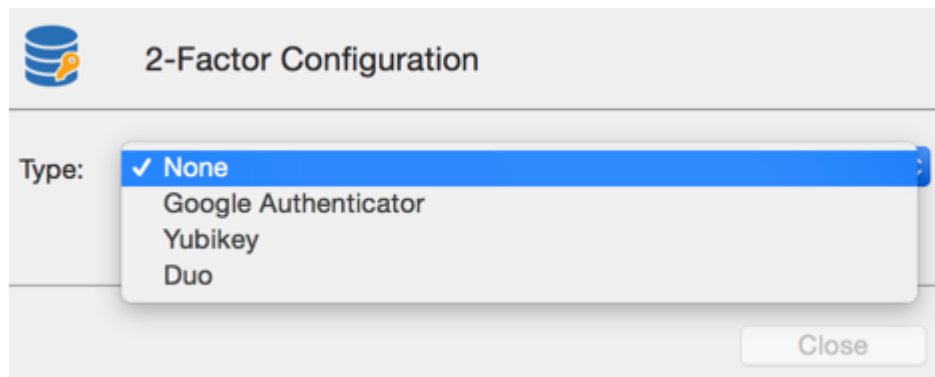 2-Factor Configuration
Type: ✓ None
Google Authenticator
Yubikey
Duo
Close